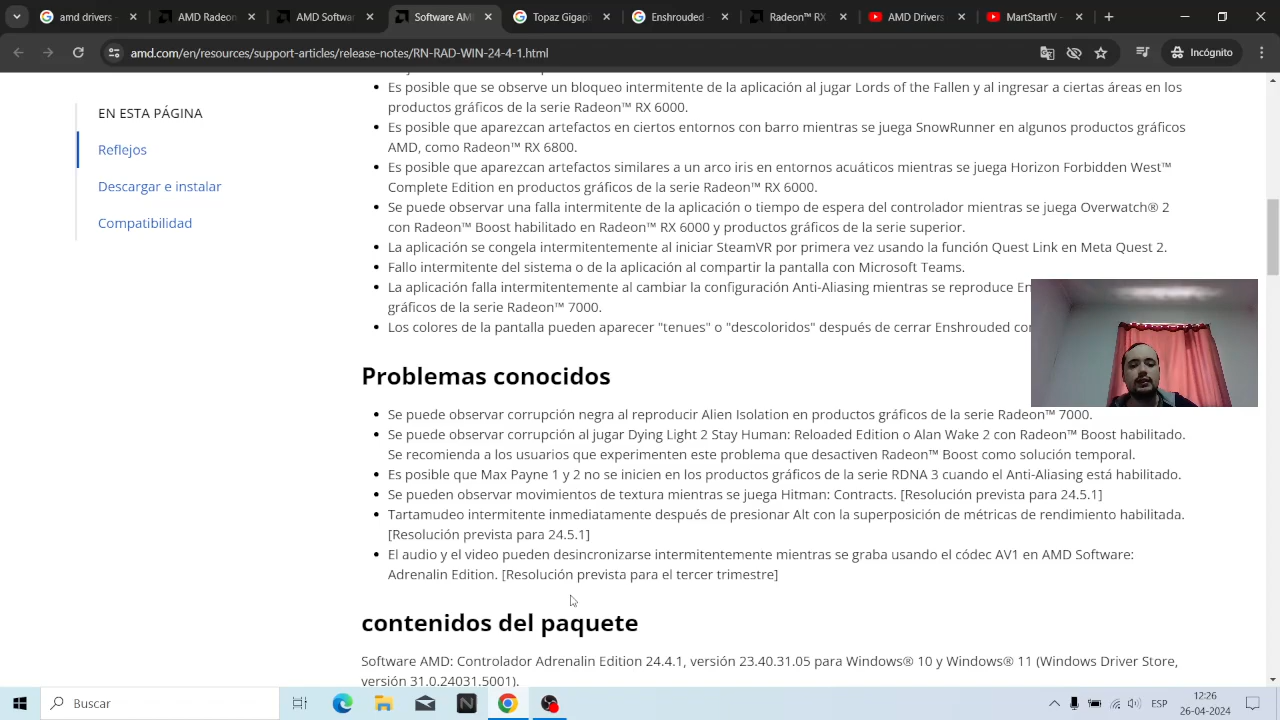 AMD Radeon
AMD Softwar
Software AMD
Topaz Gigap
Enshrouded
Radeon™ RX
AMD Drivers
MartStartIV -
amd.com/en/resources/support-articles/release-notes/RN-RAD-WIN-24-4-1.html
Incógnito
Es posible que se observe un bloqueo intermitente de la aplicación al jugar Lords of the Fallen y al ingresar a ciertas áreas en los
productos gráficos de la serie Radeon™ RX 6000.
EN ESTA PÁGINA
Reflejos
Descargar e instalar
Compatibilidad
Es posible que aparezcan artefactos en ciertos entornos con barro mientras se juega SnowRunner en algunos productos gráficos
AMD, como Radeon™ RX 6800.
Es posible que aparezcan artefactos similares a un arco iris en entornos acuáticos mientras se juega Horizon Forbidden West™
Complete Edition en productos gráficos de la serie Radeon™ RX 6000.
Se puede observar una falla intermitente de la aplicación o tiempo de espera del controlador mientras se juega Overwatch® 2
con Radeon™ Boost habilitado en Radeon™ RX 6000 y productos gráficos de la serie superior.
La aplicación se congela intermitentemente al iniciar SteamVR por primera vez usando la función Quest Link en Meta Quest 2.
Fallo intermitente del sistema o de la aplicación al compartir la pantalla con Microsoft Teams.
La aplicación falla intermitentemente al cambiar la configuración Anti-Aliasing mientras se reproduce En
gráficos de la serie Radeon™ 7000.
Los colores de la pantalla pueden aparecer "tenues" o "descoloridos" después de cerrar Enshrouded co
Problemas conocidos
Se puede observar corrupción negra al reproducir Alien Isolation en productos gráficos de la serie Radeon™ 7000.
Se puede observar corrupción al jugar Dying Light 2 Stay Human: Reloaded Edition o Alan Wake 2 con Radeon™ Boost habilitado.
Se recomienda a los usuarios que experimenten este problema que desactiven Radeon™ Boost como solución temporal.
Es posible que Max Payne 1 y 2 no se inicien en los productos gráficos de la serie RDNA 3 cuando el Anti-Aliasing está habilitado.
Se pueden observar movimientos de textura mientras se juega Hitman: Contracts. [Resolución prevista para 24.5.1]
Tartamudeo intermitente inmediatamente después de presionar Alt con la superposición de métricas de rendimiento habilitada.
[Resolución prevista para 24.5.1]
El audio y el video pueden desincronizarse intermitentemente mientras se graba usando el códec AV1 en AMD Software:
Adrenalin Edition. [Resolución prevista para el tercer trimestre]
contenidos del paquete
Software AMD: Controlador Adrenalin Edition 24.4.1, versión 23.40.31.05 para Windows® 10 y Windows® 11 (Windows Driver Store,
versión 31.0.24031.5001).
Buscar
ESP
12:26
26-04-2024